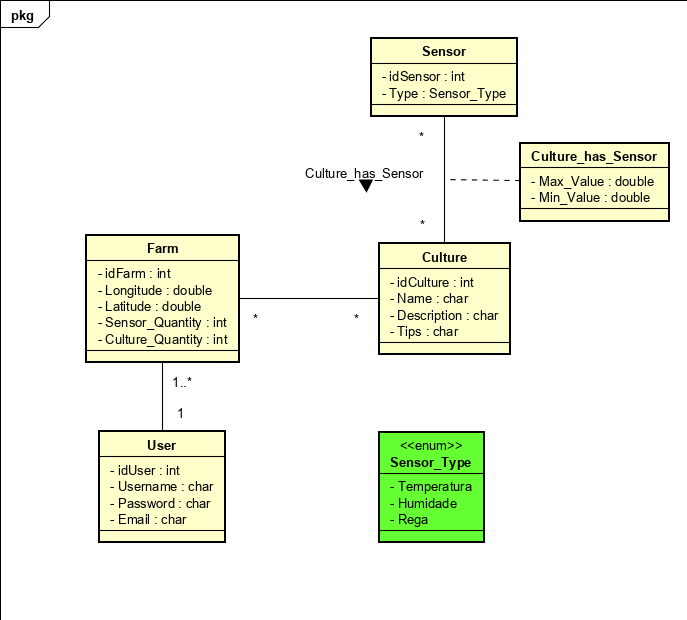 pkg
Sensor
- idSensor : int
- Type : Sensor_Type
*
Culture_has_Sensor
Culture_has_Sensor
- Max_Value : double
- Min_Value : double
*
Farm
- idFarm : int
- Longitude : double
- Latitude : double
- Sensor_Quantity : int
- Culture_Quantity : int
*
*
Culture
- idCulture : int
- Name : char
- Description : char
- Tips : char
1..*
1
User
- idUser : int
- Username : char
- Password : char
- Email : char
<<enum>>
Sensor_Type
- Temperatura
- Humidade
- Rega